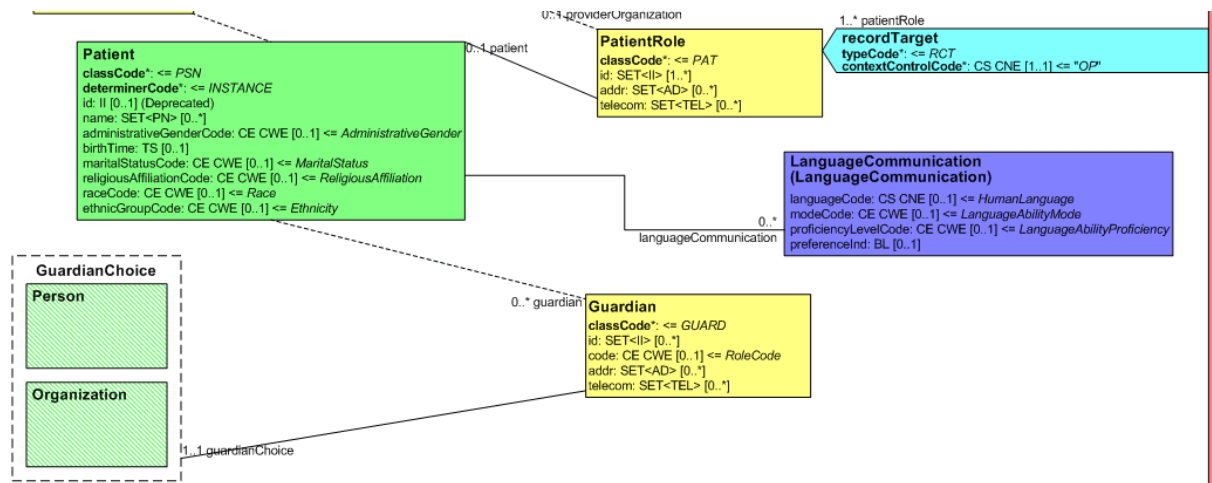 0..1 providerOrganization
1..* patientRole
Patient
classCode*: <= PSN
determinerCode*: <= INSTANCE
id: II [0..1] (Deprecated)
name: SET<PN> [0..*]
administrativeGenderCode: CE CWE [0..1] <= AdministrativeGender
birthTime: TS [0..1]
maritalStatusCode: CE CWE [0..1] <= MaritalStatus
religiousAffiliationCode: CE CWE [0..1] <= ReligiousAffiliation
raceCode: CE CWE [0..1] <= Race
ethnicGroupCode: CE CWE [0..1] <= Ethnicity
0..1 patient
PatientRole
classCode*: <= PAT
id: SET<II> [1..*]
addr: SET<AD> [0..*]
telecom: SET<TEL> [0..*]
recordTarget
typeCode*: <= RCT
contextControlCode*: CS CNE [1..1] <= "OP"
LanguageCommunication
(LanguageCommunication)
languageCode: CS CNE [0..1] <= HumanLanguage
modeCode: CE CWE [0..1] <= LanguageAbilityMode
proficiencyLevelCode: CE CWE [0..1] <= LanguageAbilityProficiency
preferenceInd: BL [0..1]
0..*
languageCommunication
GuardianChoice
Person
Organization
0..* guardian
Guardian
classCode*: <= GUARD
id: SET<II> [0..*]
code: CE CWE [0..1] <= RoleCode
addr: SET<AD> [0..*]
telecom: SET<TEL> [0..*]
1..1 guardianChoice